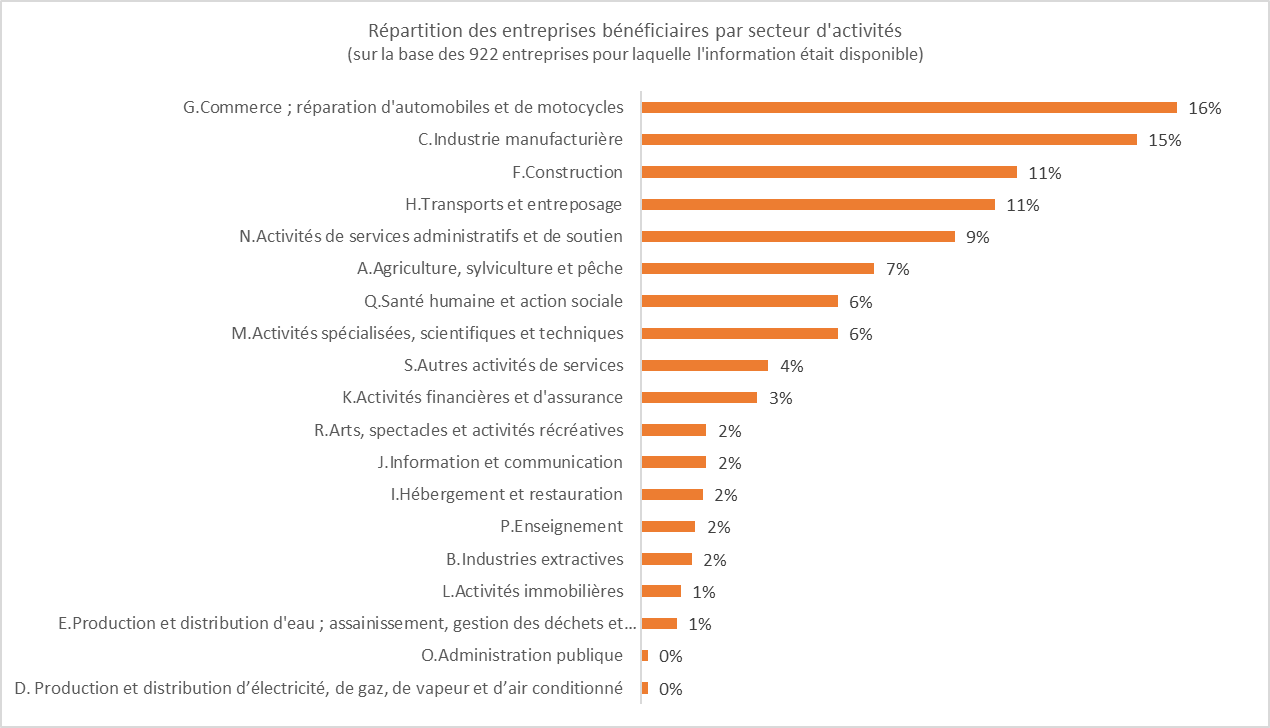 Répartition des entreprises bénéficiaires par secteur d'activités
(sur la base des 922 entreprises pour laquelle l'information était disponible)
G.Commerce ; réparation d'automobiles et de motocycles 16%
C.Industrie manufacturière 15%
F.Construction 11%
H.Transports et entreposage 11%
N.Activités de services administratifs et de soutien 9%
A.Agriculture, sylviculture et pêche 7%
Q.Santé humaine et action sociale 6%
M.Activités spécialisées, scientifiques et techniques 6%
S.Autres activités de services 4%
K.Activités financières et d'assurance 3%
R.Arts, spectacles et activités récréatives 2%
J.Information et communication 2%
I.Hébergement et restauration 2%
P.Enseignement 2%
B.Industries extractives 2%
L.Activités immobilières 1%
E.Production et distribution d'eau ; assainissement, gestion des déchets et... 1%
O.Administration publique 0%
D. Production et distribution d’électricité, de gaz, de vapeur et d’air conditionné 0%